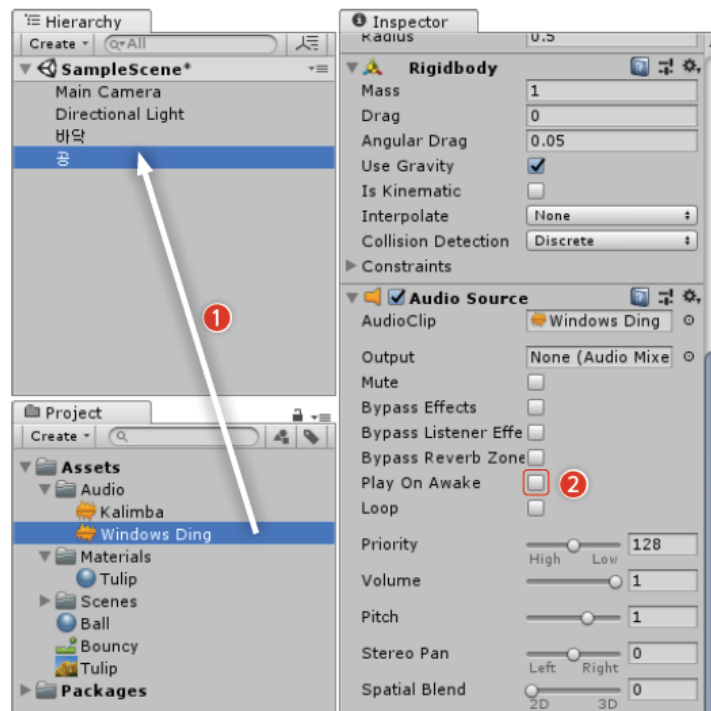 Hierarchy
Create
All
SampleScene*
Main Camera
Directional Light
바닥
공
1
Project
Create
Assets
Audio
Kalimba
Windows Ding
Materials
Tulip
Scenes
Ball
Bouncy
Tulip
Packages
Inspector
Radius 0.5
Rigidbody
Mass 1
Drag 0
Angular Drag 0.05
Use Gravity
Is Kinematic
Interpolate None
Collision Detection Discrete
Constraints
Audio Source
AudioClip Windows Ding
Output None (Audio Mixe
Mute
Bypass Effects
Bypass Listener Effe
Bypass Reverb Zone
Play On Awake 2
Loop
Priority 128
High Low
Volume 1
Pitch 1
Stereo Pan 0
Left Right
Spatial Blend 0
2D 3D